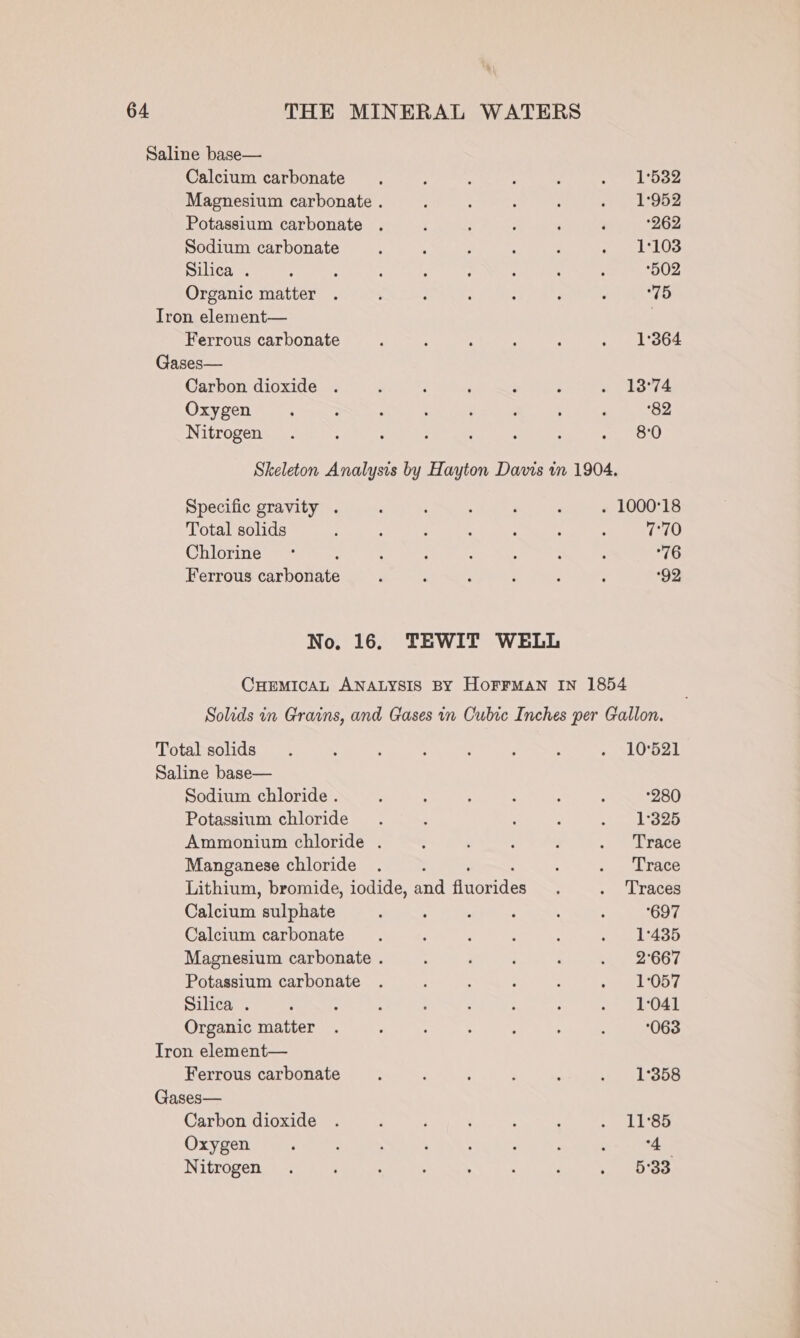 64 THE MINERAL WATERS
Saline base—
Calcium carbonate . . . . . . 1·532
Magnesium carbonate . . . . . . 1·952
Potassium carbonate . . . . . . ·262
Sodium carbonate . . . . . . 1·103
Silica . . . . . . . . ·502
Organic matter . . . . . . . ·75
Iron element—
Ferrous carbonate . . . . . . 1·364
Gases—
Carbon dioxide . . . . . . 13·74
Oxygen . . . . . . . . ·82
Nitrogen . . . . . . . . 8·0
Skeleton Analysis by Hayton Davis in 1904.
Specific gravity . . . . . . . 1000·18
Total solids . . . . . . . 7·70
Chlorine . . . . . . . ·76
Ferrous carbonate . . . . . . ·92
No. 16. TEWIT WELL
CHEMICAL ANALYSIS BY HOFFMAN IN 1854
Solids in Grains, and Gases in Cubic Inches per Gallon.
Total solids . . . . . . . . 10·521
Saline base—
Sodium chloride . . . . . . . ·280
Potassium chloride . . . . . 1·325
Ammonium chloride . . . . . . Trace
Manganese chloride . . . . . Trace
Lithium, bromide, iodide, and fluorides . . Traces
Calcium sulphate . . . . . . ·697
Calcium carbonate . . . . . . 1·435
Magnesium carbonate . . . . . . 2·667
Potassium carbonate . . . . . . 1·057
Silica . . . . . . . . 1·041
Organic matter . . . . . . . ·063
Iron element—
Ferrous carbonate . . . . . . 1·358
Gases—
Carbon dioxide . . . . . . . 11·85
Oxygen . . . . . . . . ·4
Nitrogen . . . . . . . . 5·33